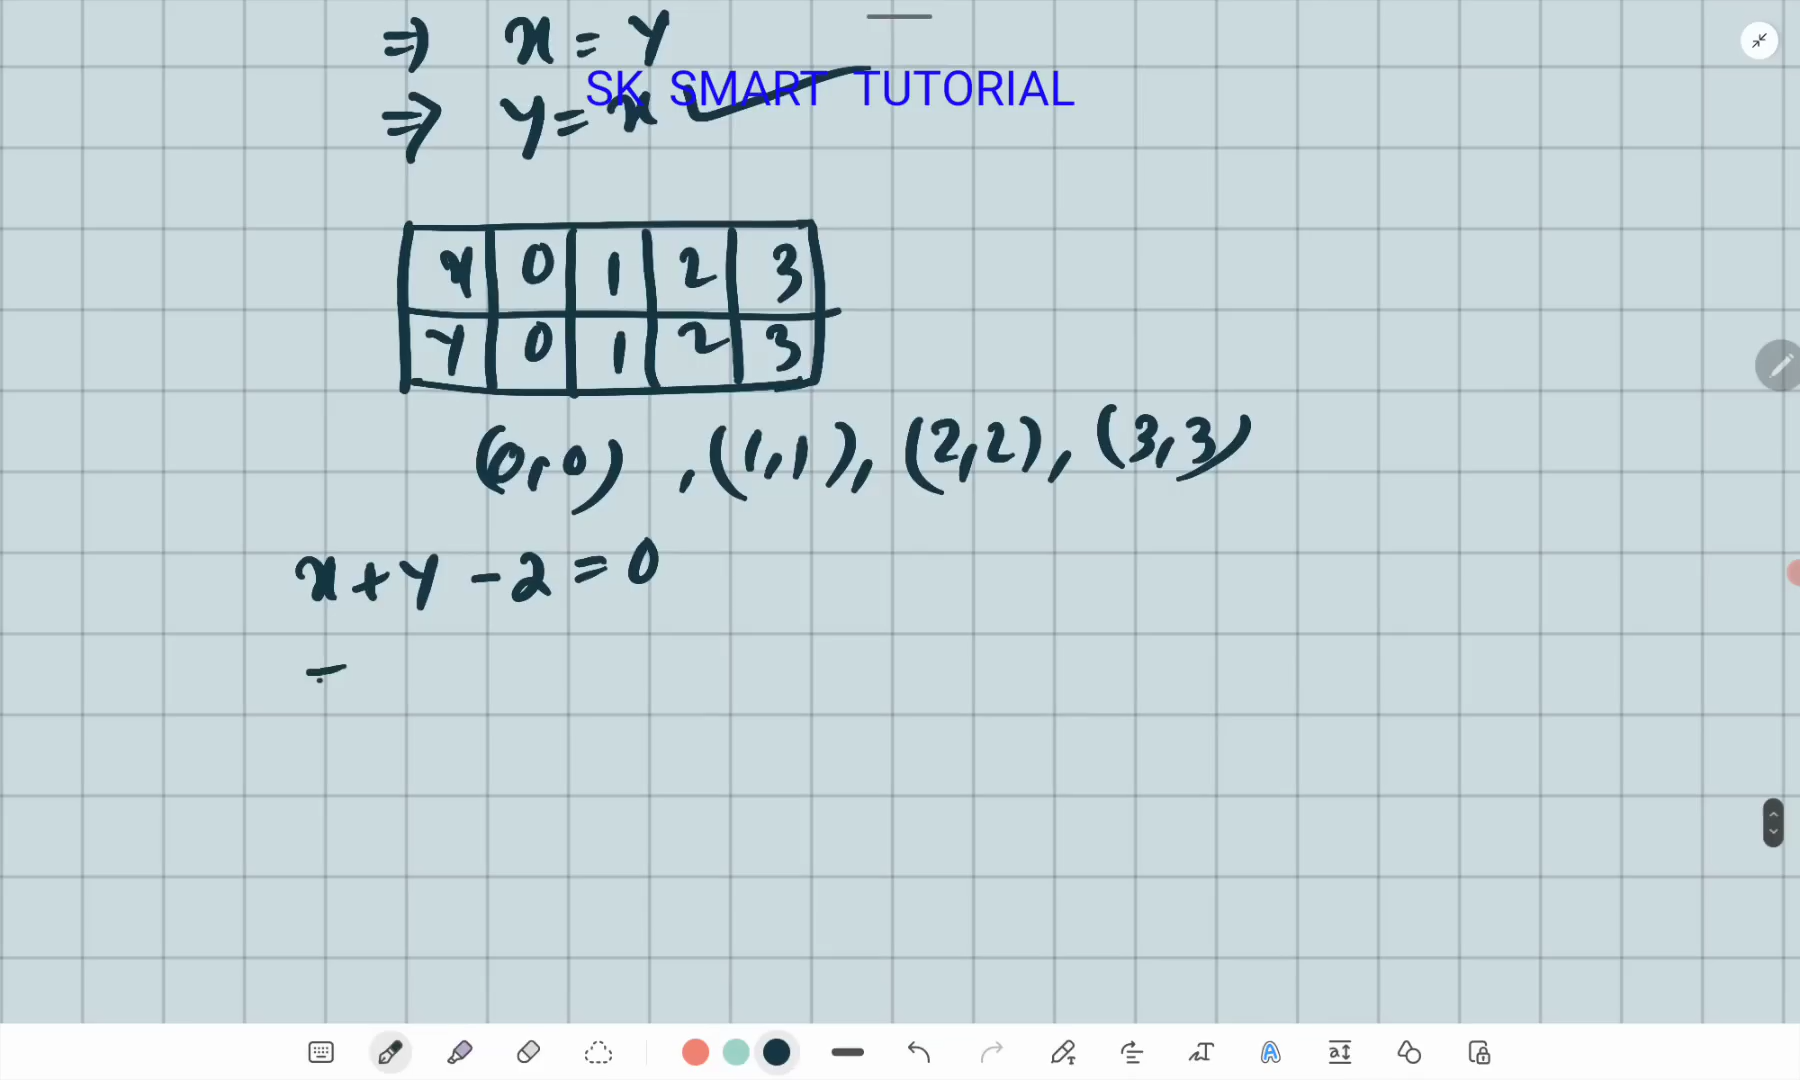 ⇒ x = y
SK SMART TUTORIAL
⇒ y = x
x 0 1 2 3
y 0 1 2 3
(0,0) , (1,1), (2,2), (3,3)
x + y - 2 = 0